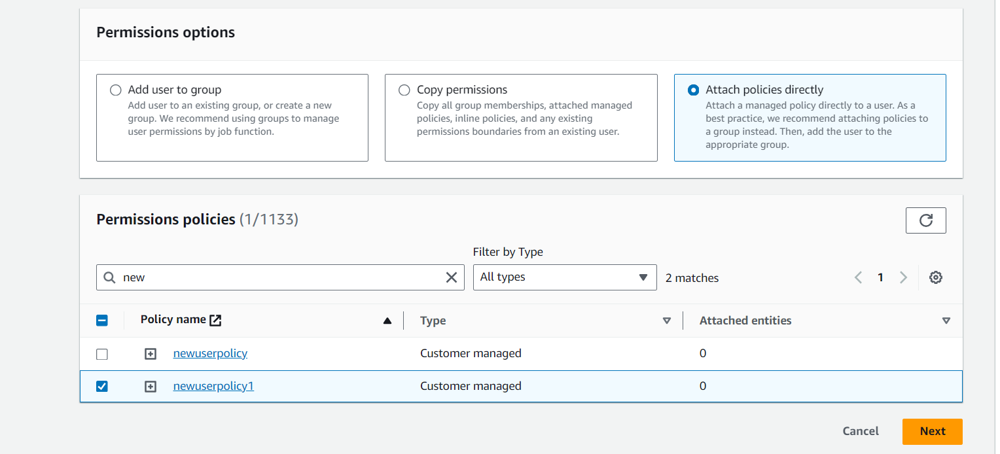 Permissions options
Add user to group
Add user to an existing group, or create a new
group. We recommend using groups to manage
user permissions by job function.
Copy permissions
Copy all group memberships, attached managed
policies, inline policies, and any existing
permissions boundaries from an existing user.
Attach policies directly
Attach a managed policy directly to a user. As a
best practice, we recommend attaching policies to
a group instead. Then, add the user to the
appropriate group.
Permissions policies (1/1133)
Filter by Type
new
All types
2 matches
1
Policy name
Type
Attached entities
newuserpolicy
Customer managed
0
newuserpolicy1
Customer managed
0
Cancel
Next